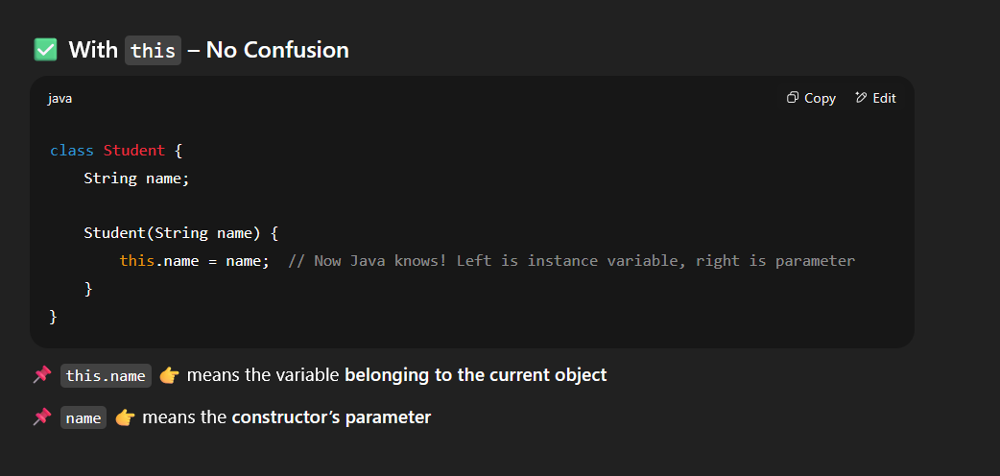 ✅ With this – No Confusion
java Copy Edit
class Student {
    String name;
    Student(String name) {
        this.name = name;  // Now Java knows! Left is instance variable, right is parameter
    }
}
📌 this.name 👉 means the variable belonging to the current object
📌 name 👉 means the constructor’s parameter